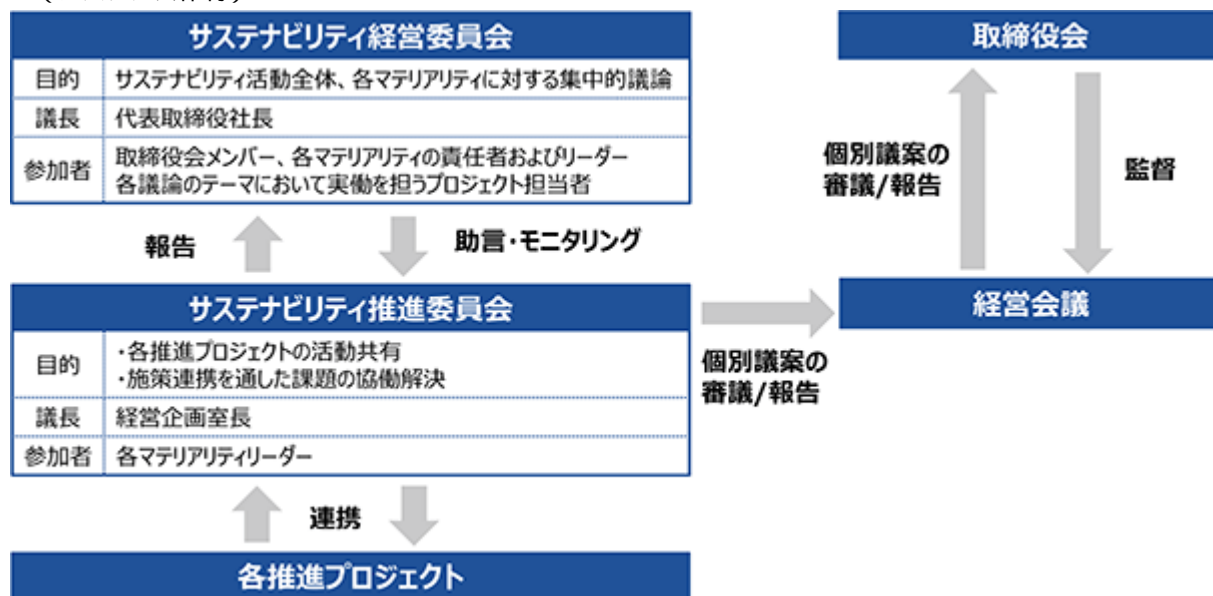 サステナビリティ経営委員会
目的 サステナビリティ活動全体、各マテリアリティに対する集中的議論
議長 代表取締役社長
参加者 取締役会メンバー、各マテリアリティの責任者およびリーダー
各議論のテーマにおいて実働を担うプロジェクト担当者
報告
助言・モニタリング
サステナビリティ推進委員会
目的 ・各推進プロジェクトの活動共有
・施策連携を通した課題の協働解決
議長 経営企画室長
参加者 各マテリアリティリーダー
連携
各推進プロジェクト
個別議案の
審議/報告
取締役会
個別議案の
審議/報告
監督
経営会議